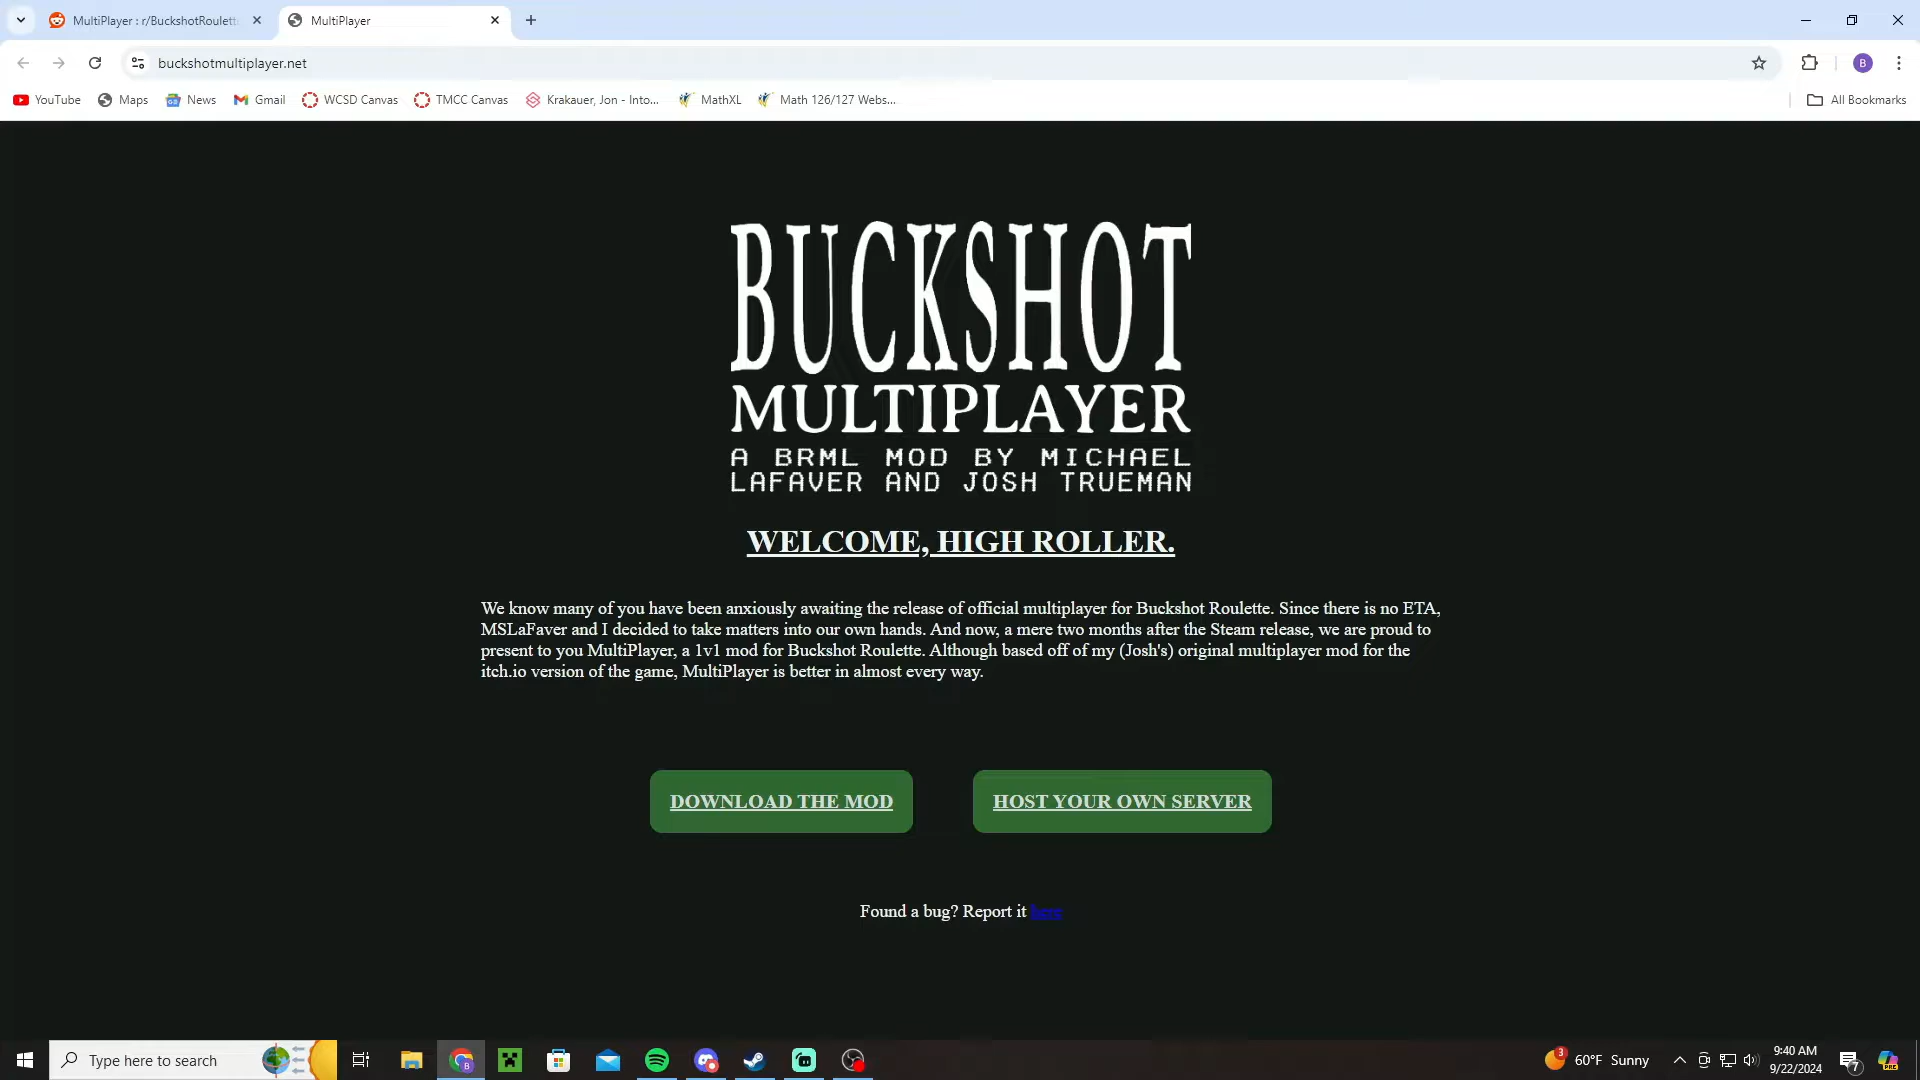 MultiPlayer : r/BuckshotRoulett
MultiPlayer
buckshotmultiplayer.net
B
YouTube
Maps
News
Gmail
WCSD Canvas
TMCC Canvas
Krakauer, Jon - Into...
MathXL
Math 126/127 Webs...
All Bookmarks
BUCKSHOT
MULTIPLAYER
A BRML MOD BY MICHAEL
LAFAVER AND JOSH TRUEMAN
WELCOME, HIGH ROLLER.
We know many of you have been anxiously awaiting the release of official multiplayer for Buckshot Roulette. Since there is no ETA,
MSLaFaver and I decided to take matters into our own hands. And now, a mere two months after the Steam release, we are proud to
present to you MultiPlayer, a 1v1 mod for Buckshot Roulette. Although based off of my (Josh's) original multiplayer mod for the
itch.io version of the game, MultiPlayer is better in almost every way.
DOWNLOAD THE MOD
HOST YOUR OWN SERVER
Found a bug? Report it here
Type here to search
B
3
60°F Sunny
9:40 AM
9/22/2024
7
PRE